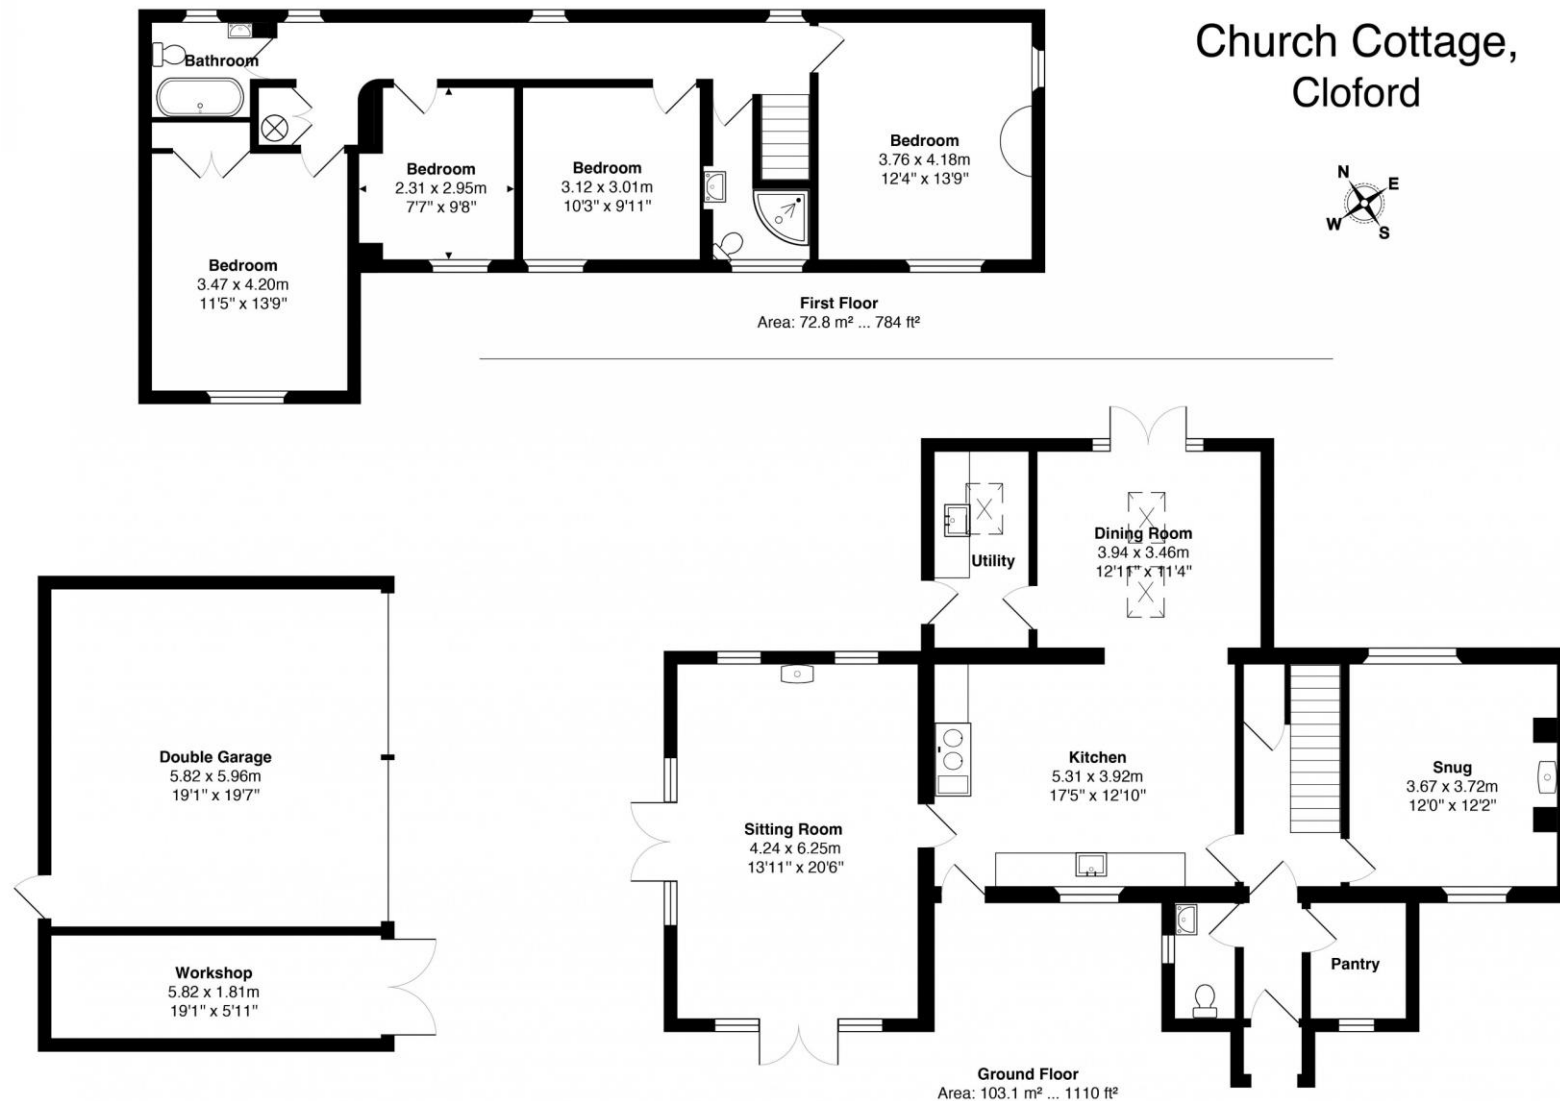 Church Cottage,
Cloford
N
E
W
S
Bathroom
Bedroom
3.47 x 4.20m
11'5" x 13'9"
Bedroom
2.31 x 2.95m
7'7" x 9'8"
Bedroom
3.12 x 3.01m
10'3" x 9'11"
Bedroom
3.76 x 4.18m
12'4" x 13'9"
First Floor
Area: 72.8 m² ... 784 ft²
Utility
Dining Room
3.94 x 3.46m
12'11" x 11'4"
Double Garage
5.82 x 5.96m
19'1" x 19'7"
Workshop
5.82 x 1.81m
19'1" x 5'11"
Sitting Room
4.24 x 6.25m
13'11" x 20'6"
Kitchen
5.31 x 3.92m
17'5" x 12'10"
Snug
3.67 x 3.72m
12'0" x 12'2"
Pantry
Ground Floor
Area: 103.1 m² ... 1110 ft²